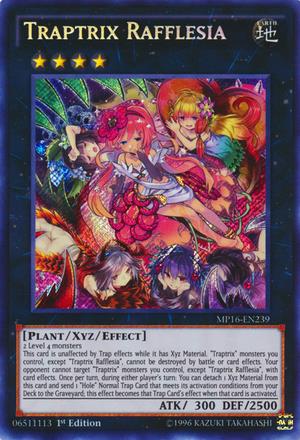 TRAPTRIX RAFFLESIA
EARTH
地
MP16-EN239
[PLANT/XYZ/EFFECT]
2 Level 4 monsters
This card is unaffected by Trap effects while it has Xyz Material. "Traptrix" monsters you
control, except "Traptrix Rafflesia", cannot be destroyed by battle or card effects. Your
opponent cannot target "Traptrix" monsters you control, except "Traptrix Rafflesia", with
card effects. Once per turn, during either player's turn: You can detach 1 Xyz Material from
this card and send 1 "Hole" Normal Trap Card that meets its activation conditions from your
Deck to the Graveyard; this effect becomes that Trap Card's effect when that card is activated.
ATK/ 300 DEF/2500
06511113 1st Edition
©1996 KAZUKI TAKAHASHI